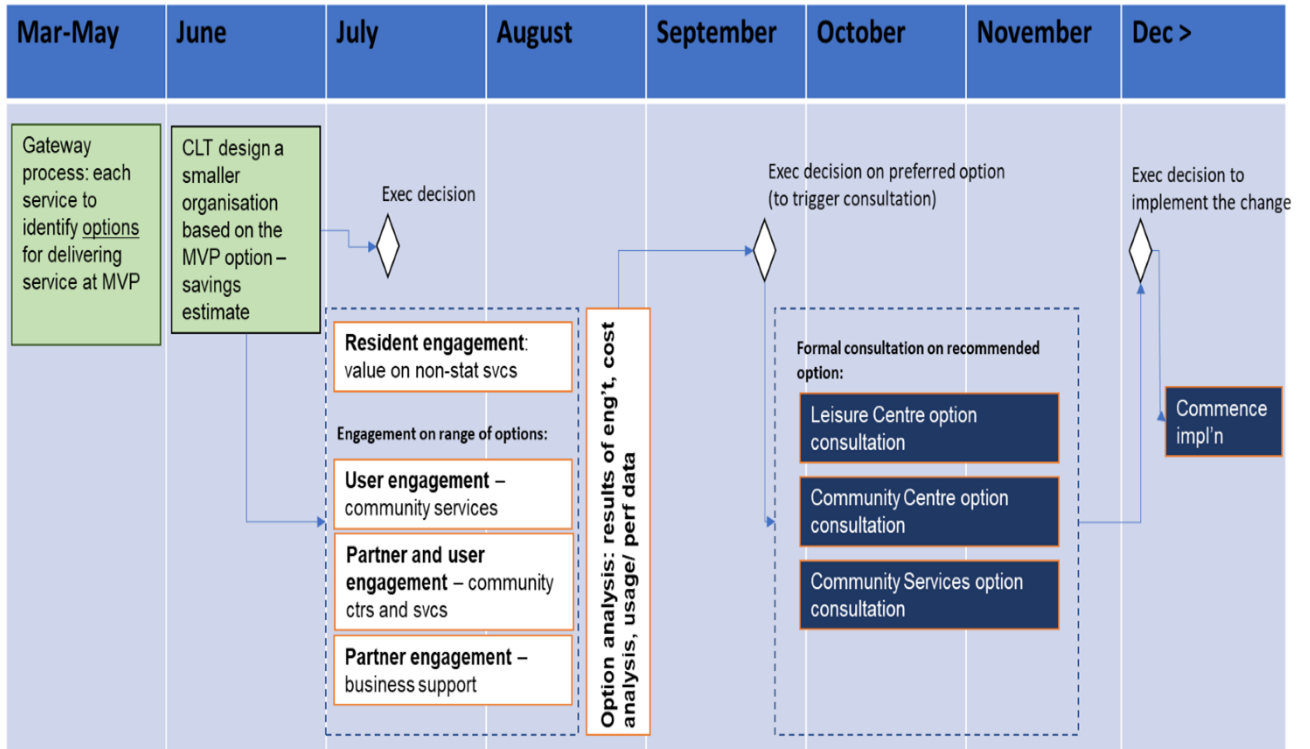 Mar-May
June
July
August
September
October
November
Dec >
Gateway
process: each
service to
identify options
for delivering
service at MVP
CLT design a
smaller
organisation
based on the
MVP option –
savings
estimate
Exec decision
Resident engagement:
value on non-stat svcs
Engagement on range of options:
User engagement –
community services
Partner and user
engagement – community
ctrs and svcs
Partner engagement –
business support
Option analysis: results of eng't, cost
analysis, usage/ perf data
Exec decision on preferred option
(to trigger consultation)
Formal consultation on recommended
option:
Leisure Centre option
consultation
Community Centre option
consultation
Community Services option
consultation
Exec decision to
implement the change
Commence
impl'n